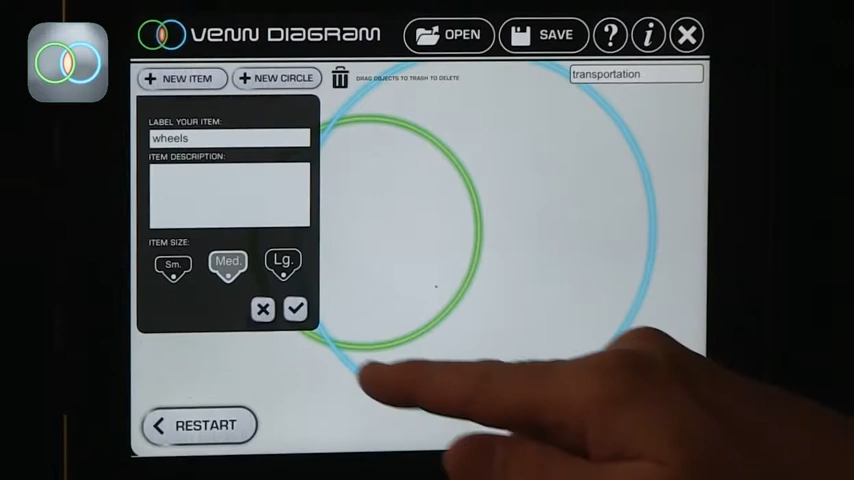 VENN DIAGRAM
OPEN
SAVE
?
i
+ NEW ITEM
+ NEW CIRCLE
DRAG OBJECTS TO TRASH TO DELETE
transportation
LABEL YOUR ITEM:
wheels
ITEM DESCRIPTION:
ITEM SIZE:
Sm.
Med.
Lg.
RESTART